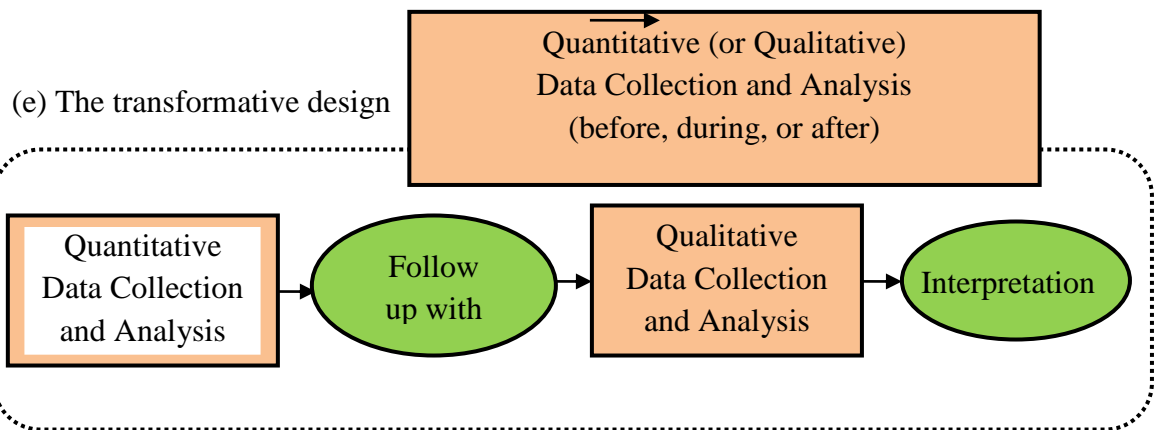 Quantitative (or Qualitative)
Data Collection and Analysis
(before, during, or after)
(e) The transformative design
Quantitative
Data Collection
and Analysis
Follow
up with
Qualitative
Data Collection
and Analysis
Interpretation